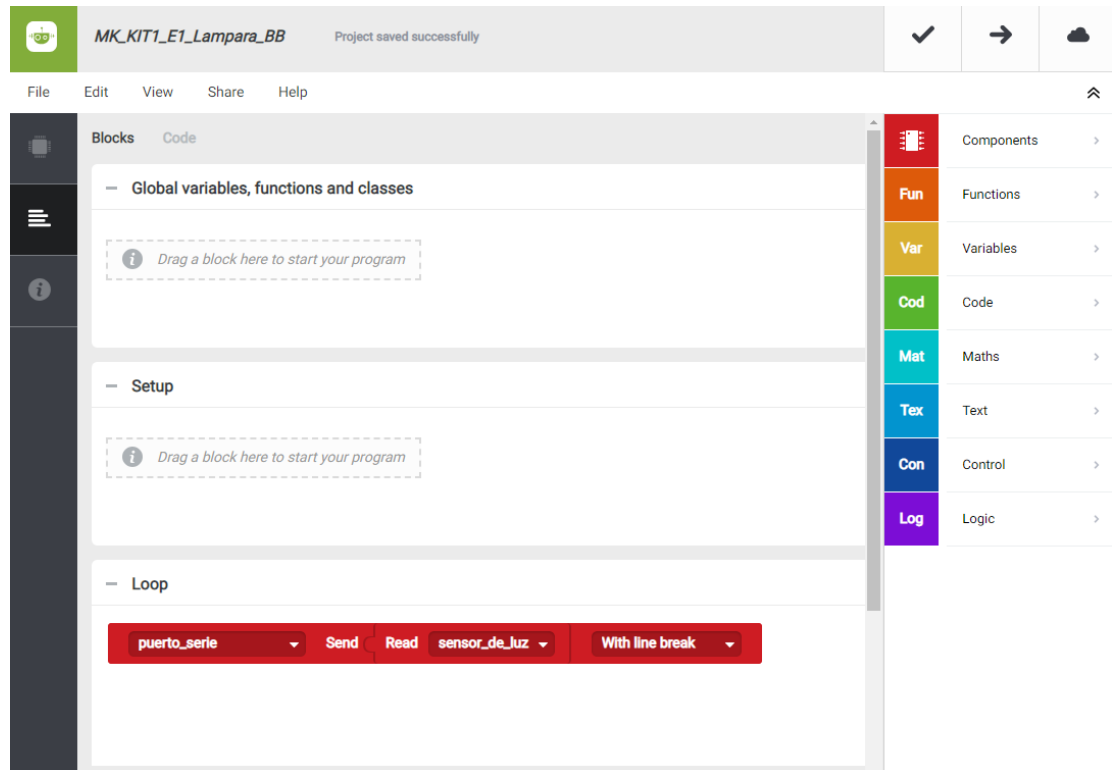 MK_KIT1_E1_Lampara_BB Project saved successfully
File Edit View Share Help
Blocks Code
Global variables, functions and classes
Drag a block here to start your program
Setup
Drag a block here to start your program
Loop
puerto_serie Send Read sensor_de_luz With line break
Components
Fun Functions
Var Variables
Cod Code
Mat Maths
Tex Text
Con Control
Log Logic